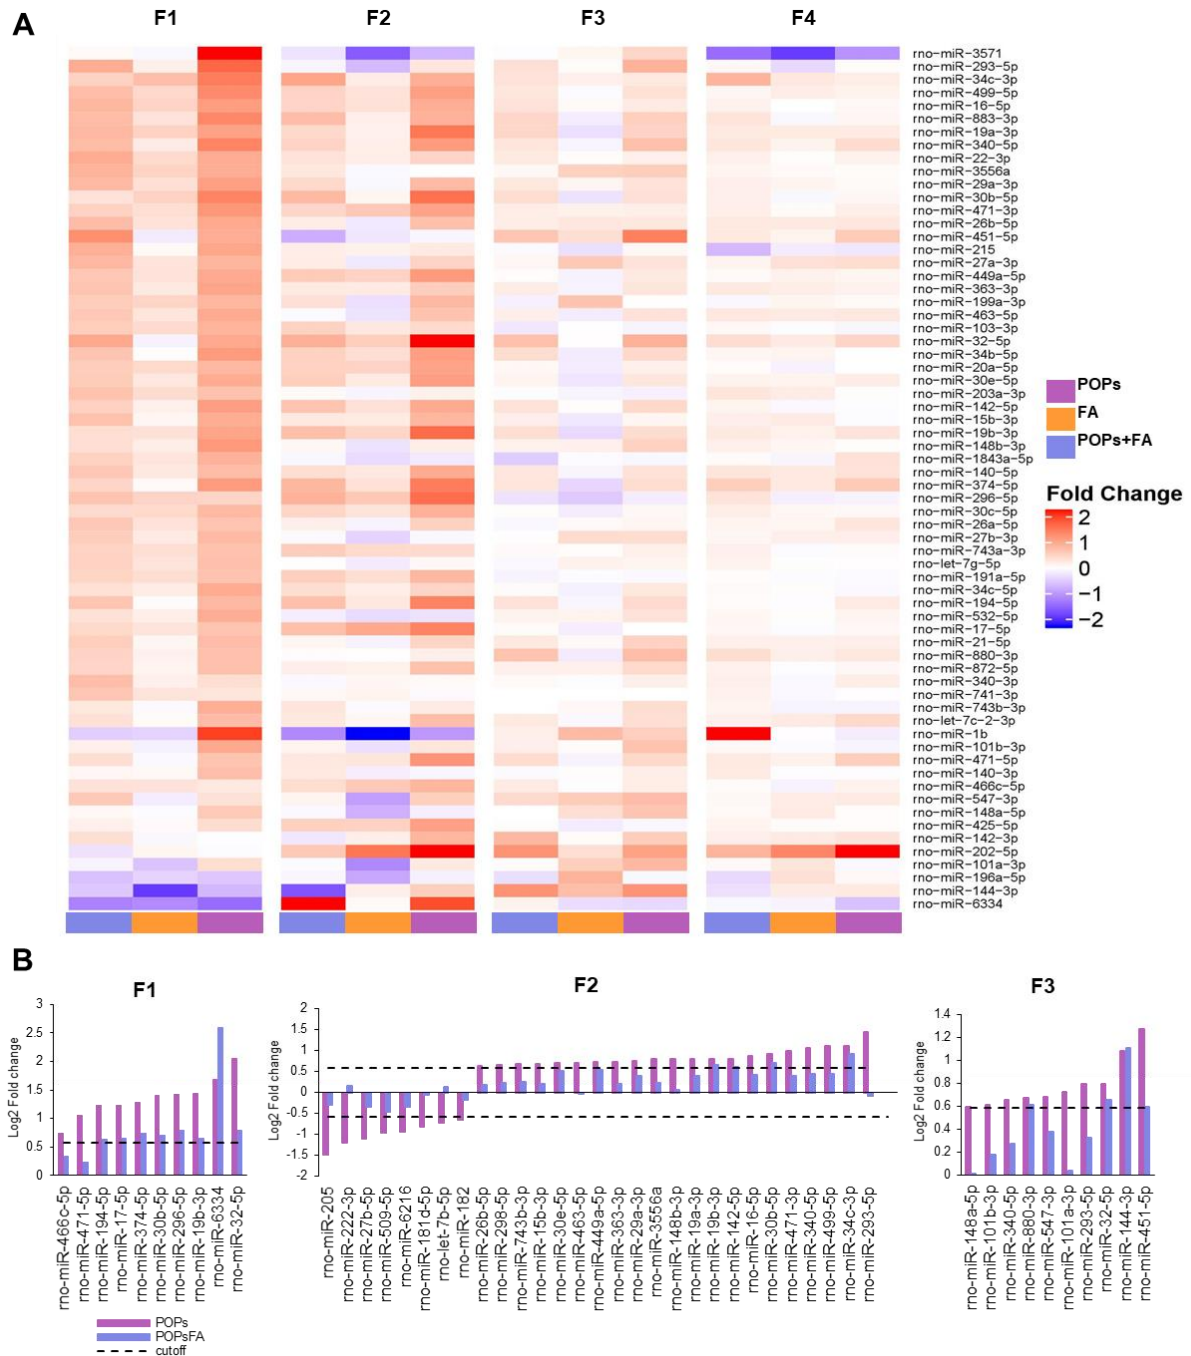 A
F1 F2 F3 F4
rno-miR-3571
rno-miR-293-5p
rno-miR-34c-3p
rno-miR-499-5p
rno-miR-16-5p
rno-miR-883-3p
rno-miR-19a-3p
rno-miR-340-5p
rno-miR-22-3p
rno-miR-3556a
rno-miR-29a-3p
rno-miR-30b-5p
rno-miR-471-3p
rno-miR-26b-5p
rno-miR-451-5p
rno-miR-215
rno-miR-27a-3p
rno-miR-449a-5p
rno-miR-363-3p
rno-miR-199a-3p
rno-miR-463-5p
rno-miR-103-3p
rno-miR-32-5p
rno-miR-34b-5p
rno-miR-20a-5p
rno-miR-30e-5p
rno-miR-203a-3p
rno-miR-142-5p
rno-miR-15b-3p
rno-miR-19b-3p
rno-miR-148b-3p
rno-miR-1843a-5p
rno-miR-140-5p
rno-miR-374-5p
rno-miR-296-5p
rno-miR-30c-5p
rno-miR-26a-5p
rno-miR-27b-3p
rno-miR-743a-3p
rno-let-7g-5p
rno-miR-191a-5p
rno-miR-34c-5p
rno-miR-194-5p
rno-miR-532-5p
rno-miR-17-5p
rno-miR-21-5p
rno-miR-880-3p
rno-miR-872-5p
rno-miR-340-3p
rno-miR-741-3p
rno-miR-743b-3p
rno-let-7c-2-3p
rno-miR-1b
rno-miR-101b-3p
rno-miR-471-5p
rno-miR-140-3p
rno-miR-466c-5p
rno-miR-547-3p
rno-miR-148a-5p
rno-miR-425-5p
rno-miR-142-3p
rno-miR-202-5p
rno-miR-101a-3p
rno-miR-196a-5p
rno-miR-144-3p
rno-miR-6334
POPs
FA
POPs+FA
Fold Change
2
1
0
-1
-2
B
F1
Log2 Fold change
3
2.5
2
1.5
1
0.5
0
rno-miR-466c-5p
rno-miR-471-5p
rno-miR-194-5p
rno-miR-17-5p
rno-miR-374-5p
rno-miR-30b-5p
rno-miR-296-5p
rno-miR-19b-3p
rno-miR-6334
rno-miR-32-5p
POPs
POPsFA
cutoff
F2
Log2 Fold change
2
1.5
1
0.5
0
-0.5
-1
-1.5
-2
rno-miR-205
rno-miR-222-3p
rno-miR-27b-5p
rno-miR-509-5p
rno-miR-6216
rno-miR-181d-5p
rno-let-7b-5p
rno-miR-182
rno-miR-26b-5p
rno-miR-298-5p
rno-miR-743b-3p
rno-miR-15b-3p
rno-miR-30e-5p
rno-miR-463-5p
rno-miR-449a-5p
rno-miR-363-3p
rno-miR-29a-3p
rno-miR-3556a
rno-miR-148b-3p
rno-miR-19a-3p
rno-miR-19b-3p
rno-miR-142-5p
rno-miR-16-5p
rno-miR-30b-5p
rno-miR-471-3p
rno-miR-340-5p
rno-miR-499-5p
rno-miR-34c-3p
rno-miR-293-5p
F3
Log2 Fold change
1.4
1.2
1
0.8
0.6
0.4
0.2
0
rno-miR-148a-5p
rno-miR-101b-3p
rno-miR-340-5p
rno-miR-880-3p
rno-miR-547-3p
rno-miR-101a-3p
rno-miR-293-5p
rno-miR-32-5p
rno-miR-144-3p
rno-miR-451-5p